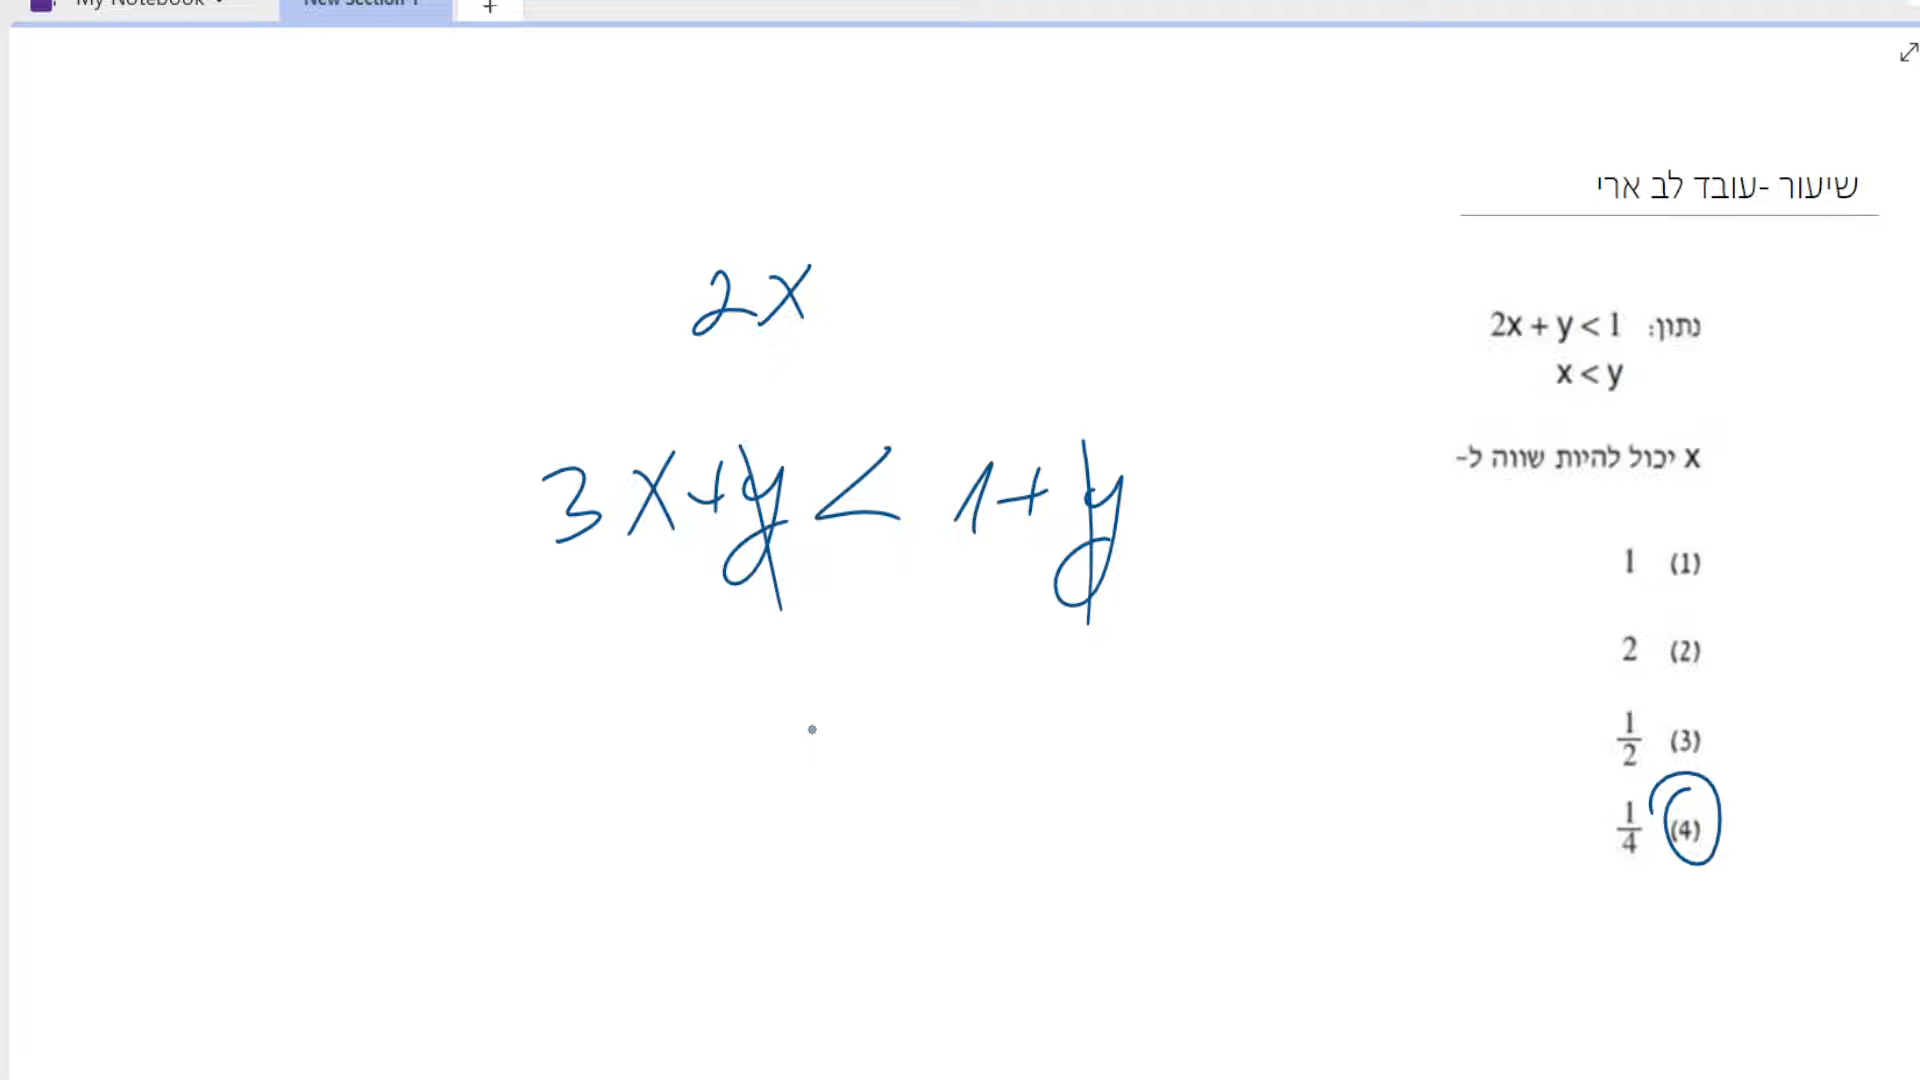 My Notebook
New Section 1
+
שיעור -עובד לב ארי
נתון: 2x + y < 1
x < y
x יכול להיות שווה ל-
(1) 1
(2) 2
(3) 1/2
(4) 1/4
2x
3x+y < 1+y